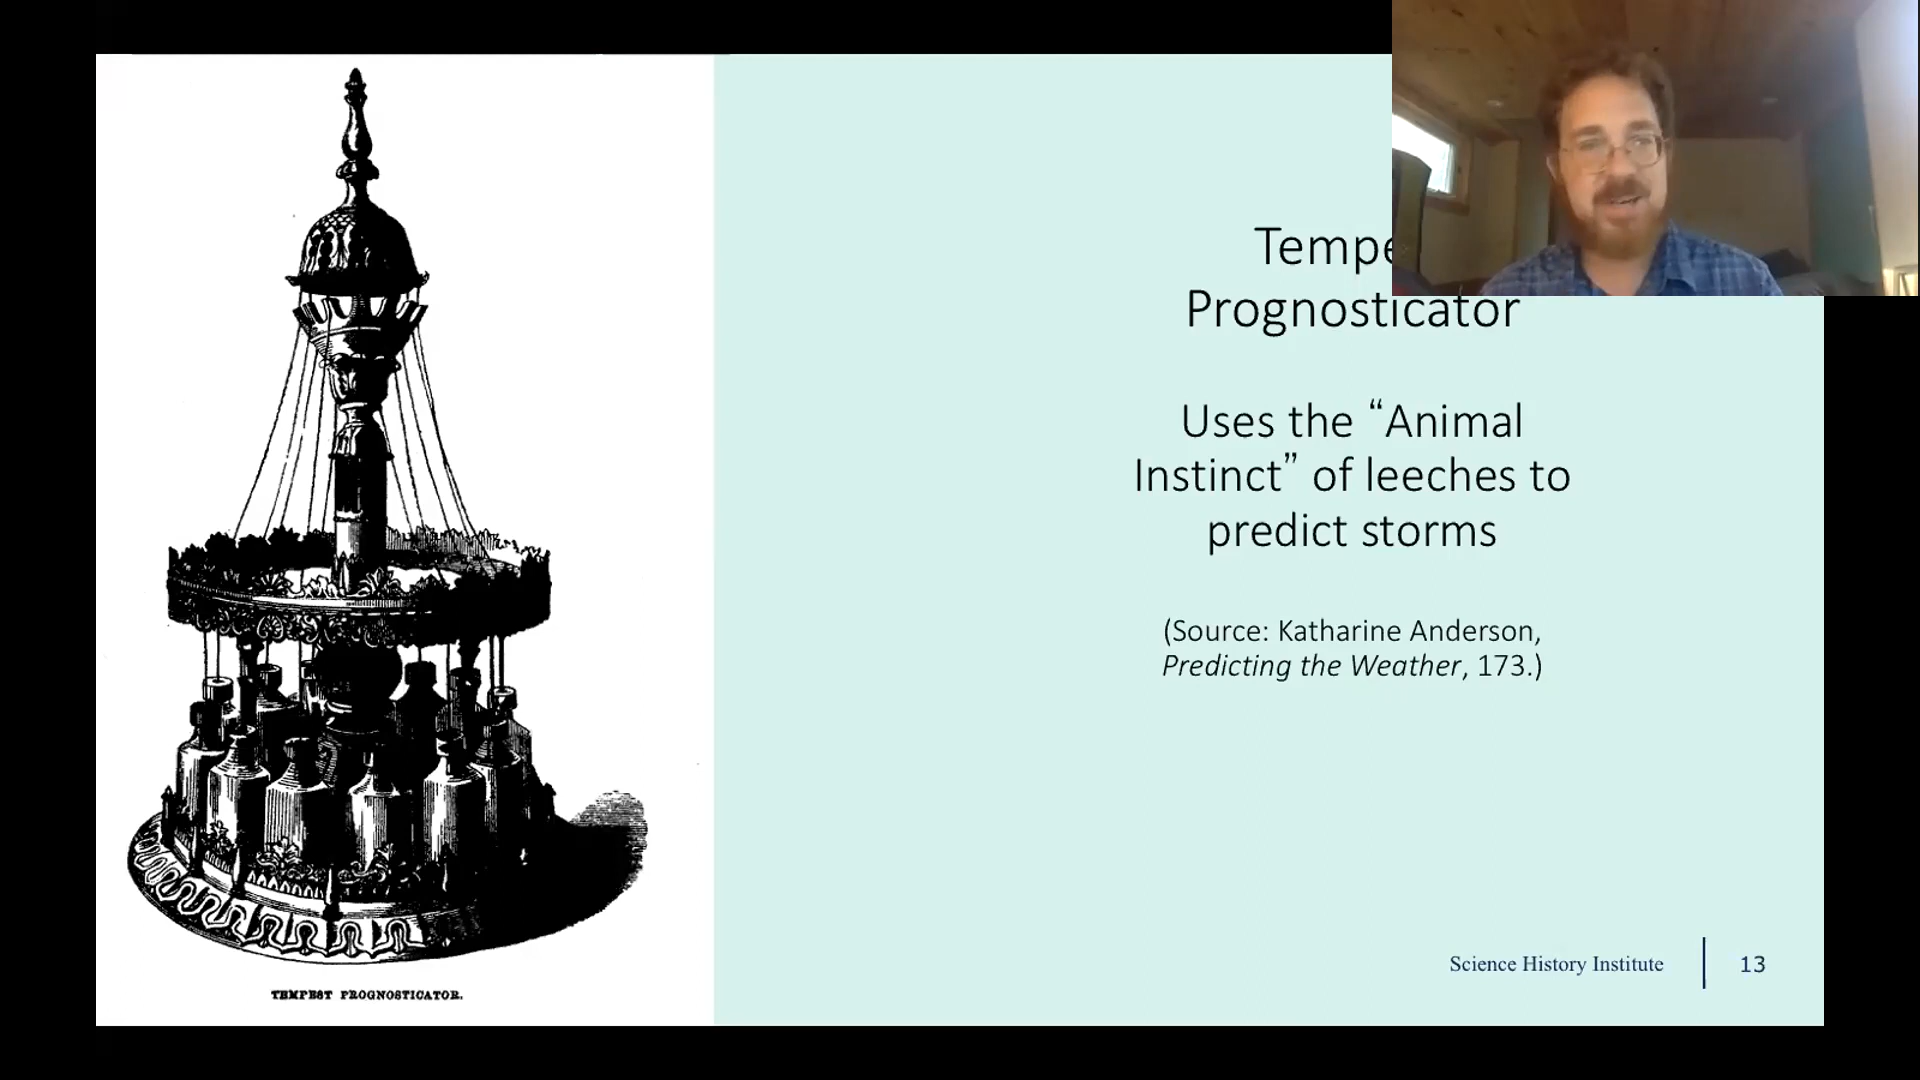 Tempe
Prognosticator
Uses the “Animal
Instinct” of leeches to
predict storms
(Source: Katharine Anderson,
Predicting the Weather, 173.)
Science History Institute
13
TEMPEST PROGNOSTICATOR.